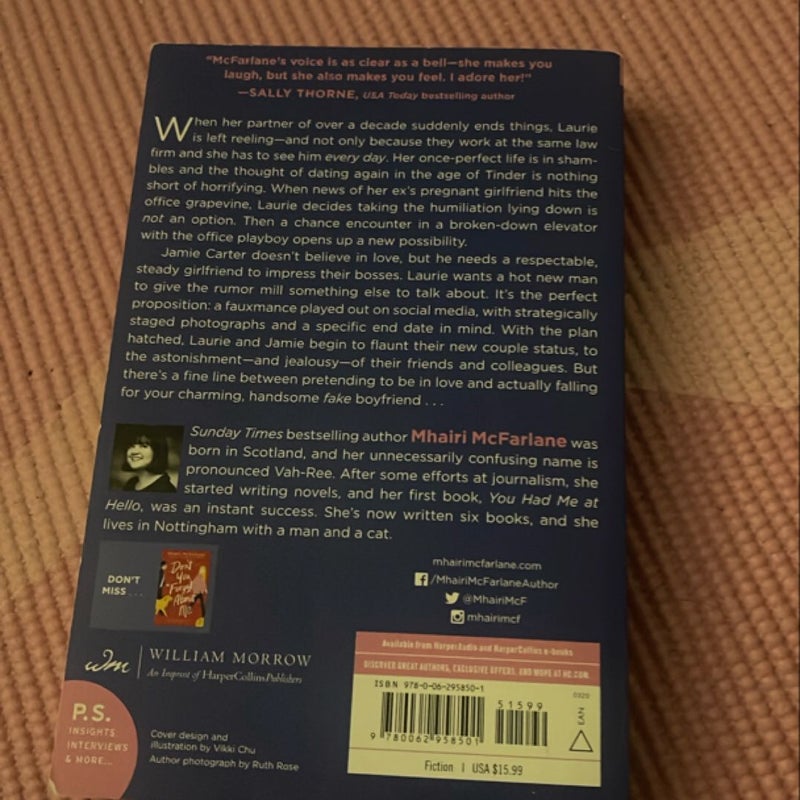 "McFarlane's voice is as clear as a bell—she makes you
laugh, but she also makes you feel. I adore her!"
—SALLY THORNE, USA Today bestselling author
When her partner of over a decade suddenly ends things, Laurie
is left reeling—and not only because they work at the same law
firm and she has to see him every day. Her once-perfect life is in sham-
bles and the thought of dating again in the age of Tinder is nothing
short of horrifying. When news of her ex's pregnant girlfriend hits the
office grapevine, Laurie decides taking the humiliation lying down is
not an option. Then a chance encounter in a broken-down elevator
with the office playboy opens up a new possibility.
Jamie Carter doesn't believe in love, but he needs a respectable,
steady girlfriend to impress their bosses. Laurie wants a hot new man
to give the rumor mill something else to talk about. It's the perfect
proposition: a fauxmance played out on social media, with strategically
staged photographs and a specific end date in mind. With the plan
hatched, Laurie and Jamie begin to flaunt their new couple status, to
the astonishment—and jealousy—of their friends and colleagues. But
there's a fine line between pretending to be in love and actually falling
for your charming, handsome fake boyfriend . . .
Sunday Times bestselling author Mhairi McFarlane was
born in Scotland, and her unnecessarily confusing name is
pronounced Vah-Ree. After some efforts at journalism, she
started writing novels, and her first book, You Had Me at
Hello, was an instant success. She's now written six books, and she
lives in Nottingham with a man and a cat.
DON'T
MISS . . .
Don't
You
Forget
About
Me
mhairimcfarlane.com
/MhairiMcFarlaneAuthor
@MhairiMcF
mhairimcf
wm WILLIAM MORROW
An Imprint of HarperCollinsPublishers
P.S.
INSIGHTS
INTERVIEWS
& MORE...
Cover design and
illustration by Vikki Chu
Author photograph by Ruth Rose
Available from HarperAudio and HarperCollins e-books
DISCOVER GREAT AUTHORS, EXCLUSIVE OFFERS, AND MORE AT HC.COM.
ISBN 978-0-06-295850-1
51599
0320
EAN
9 780062 958501
Fiction | USA $15.99